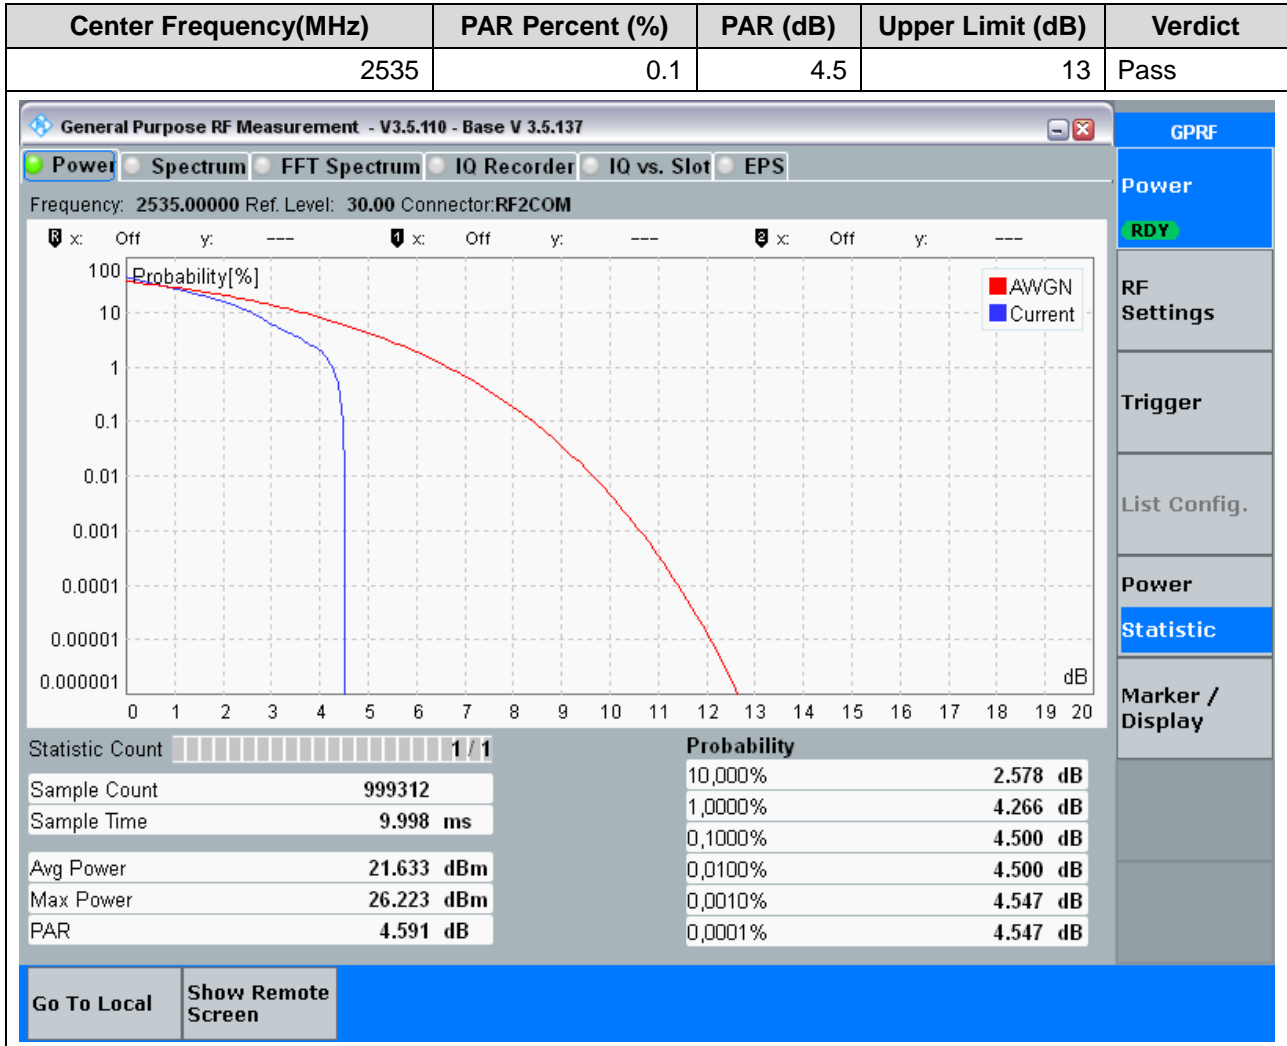 Center Frequency(MHz) PAR Percent (%) PAR (dB) Upper Limit (dB) Verdict
2535 0.1 4.5 13 Pass
General Purpose RF Measurement - V3.5.110 - Base V 3.5.137
GPRF
Power Spectrum FFT Spectrum IQ Recorder IQ vs. Slot EPS
Frequency: 2535.00000 Ref. Level: 30.00 Connector:RF2COM
R x: Off y: --- 1 x: Off y: --- 2 x: Off y: ---
Probability[%]
AWGN
Current
100
10
1
0.1
0.01
0.001
0.0001
0.00001
0.000001
dB
0 1 2 3 4 5 6 7 8 9 10 11 12 13 14 15 16 17 18 19 20
Statistic Count 1 / 1
Sample Count 999312
Sample Time 9.998 ms
Avg Power 21.633 dBm
Max Power 26.223 dBm
PAR 4.591 dB
Probability
10,000% 2.578 dB
1,0000% 4.266 dB
0,1000% 4.500 dB
0,0100% 4.500 dB
0,0010% 4.547 dB
0,0001% 4.547 dB
Power
RDY
RF
Settings
Trigger
List Config.
Power
Statistic
Marker /
Display
Go To Local
Show Remote
Screen